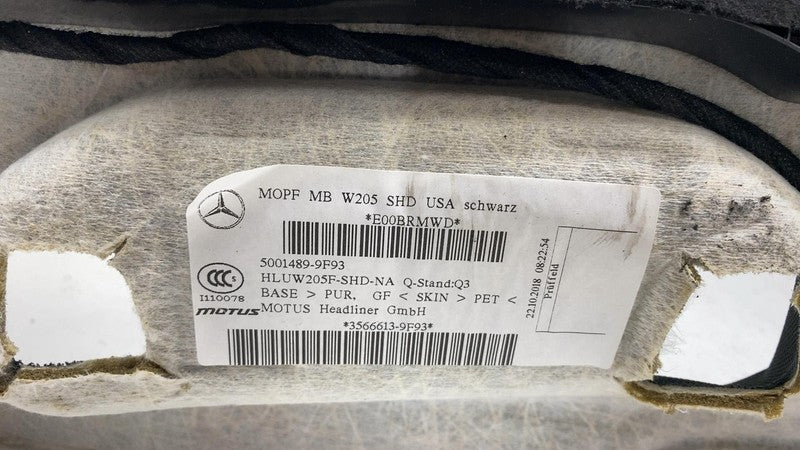 MOPF MB W205 SHD USA schwarz
*E00BRMWD*
5001489-9F93
HLUW205F-SHD-NA Q-Stand:Q3
BASE > PUR, GF < SKIN > PET <
MOTUS Headliner GmbH
*3566613-9F93*
CCC S
I110078
MOTUS
22.10.2018 08:22:54
Prüffeld